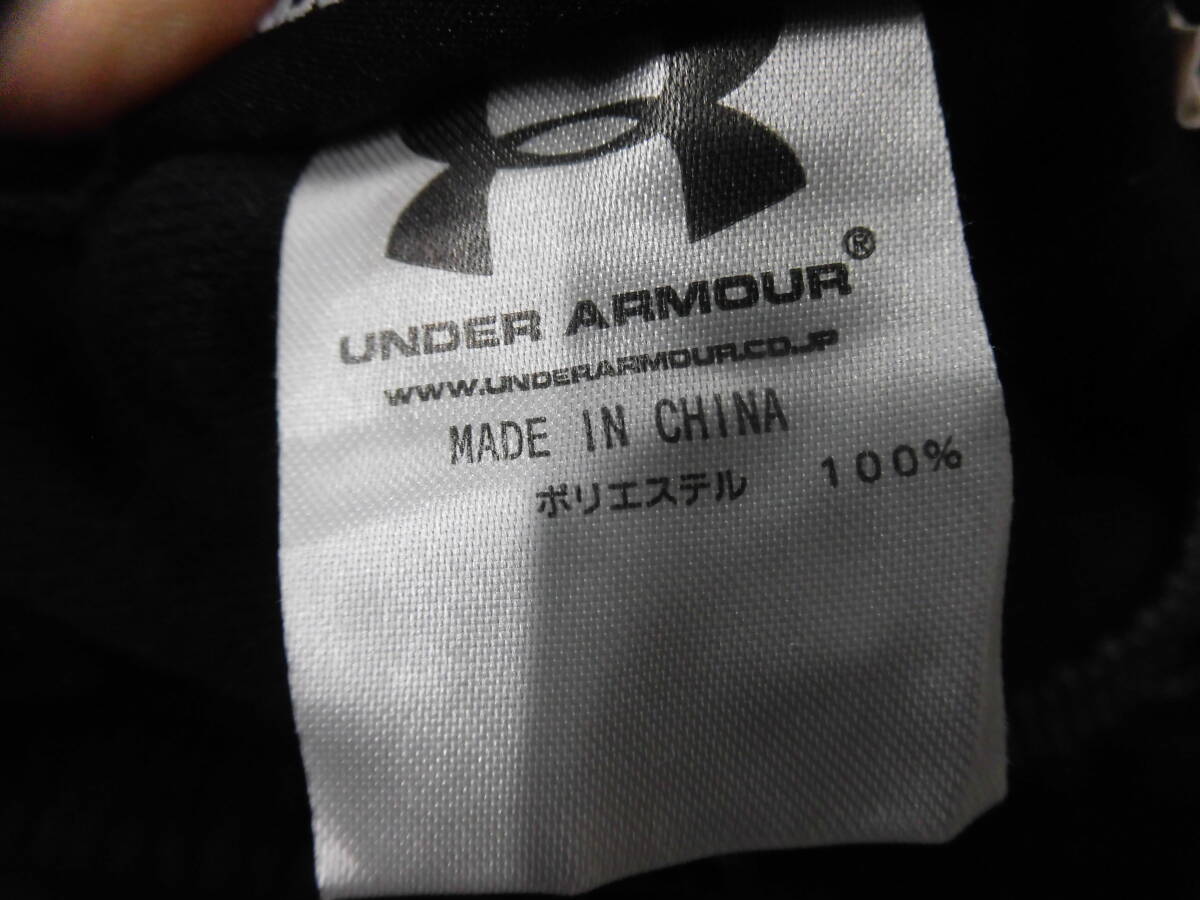 UNDER ARMOUR®
WWW.UNDERARMOUR.CO.JP
MADE IN CHINA
ポリエステル　100%